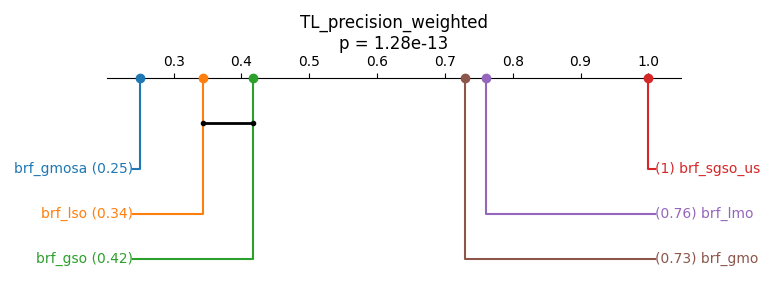 TL_precision_weighted
p = 1.28e-13
0.3 0.4 0.5 0.6 0.7 0.8 0.9 1.0
brf_gmosa (0.25) (1) brf_sgso_us
brf_lso (0.34) (0.76) brf_lmo
brf_gso (0.42) (0.73) brf_gmo